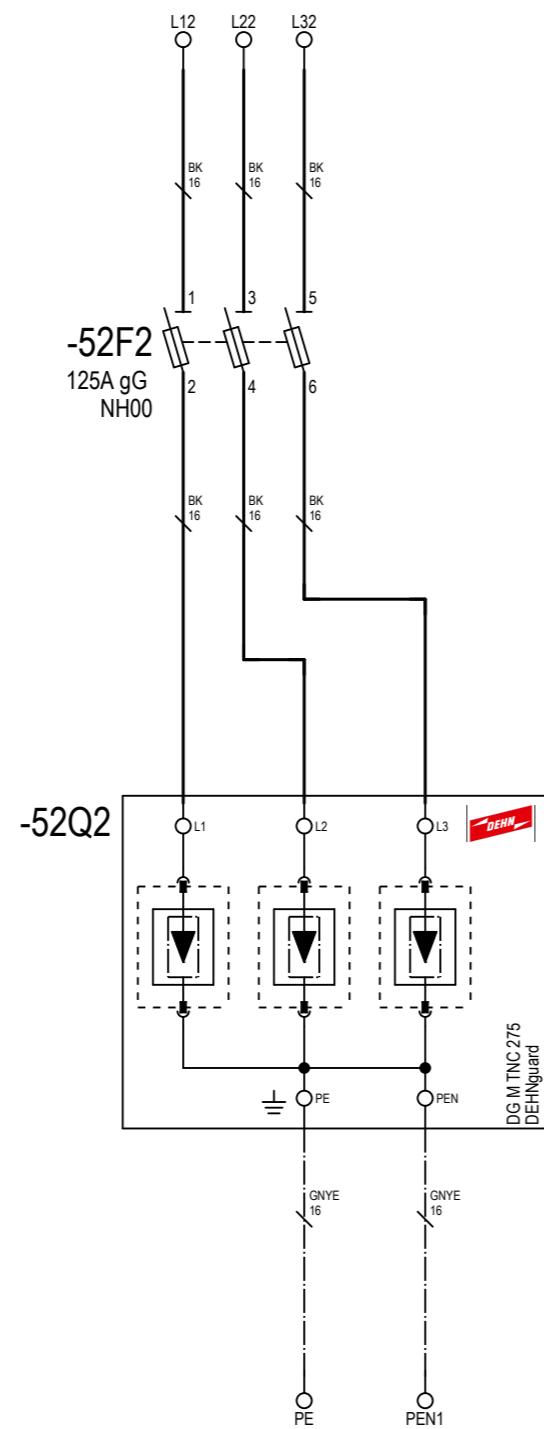 L12 L22 L32
BK BK BK
16 16 16
1 3 5
-52F2
125A gG
NH00
2 4 6
BK BK BK
16 16 16
-52Q2
L1 L2 L3
DEHN
DG M TNC 275
DEHNguard
PE PEN
GNYE GNYE
16 16
PE PEN1